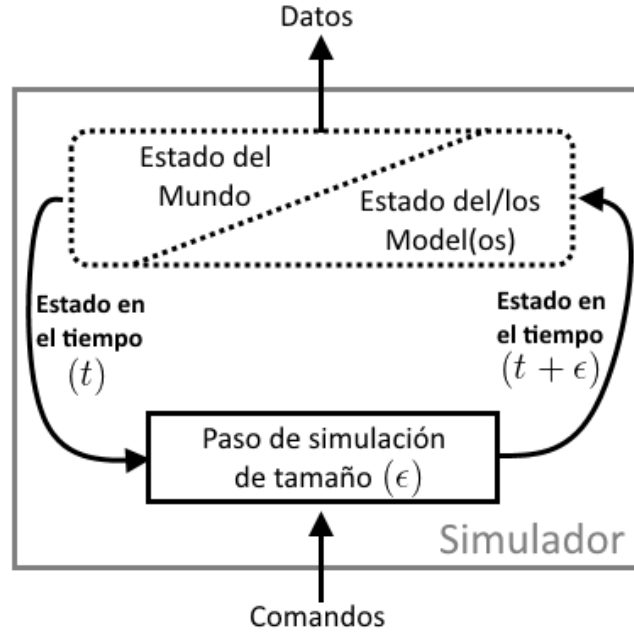 Datos
Estado del
Mundo
Estado del/los
Model(os)
Estado en
el tiempo
(t)
Estado en
el tiempo
(t + ϵ)
Paso de simulación
de tamaño (ϵ)
Simulador
Comandos